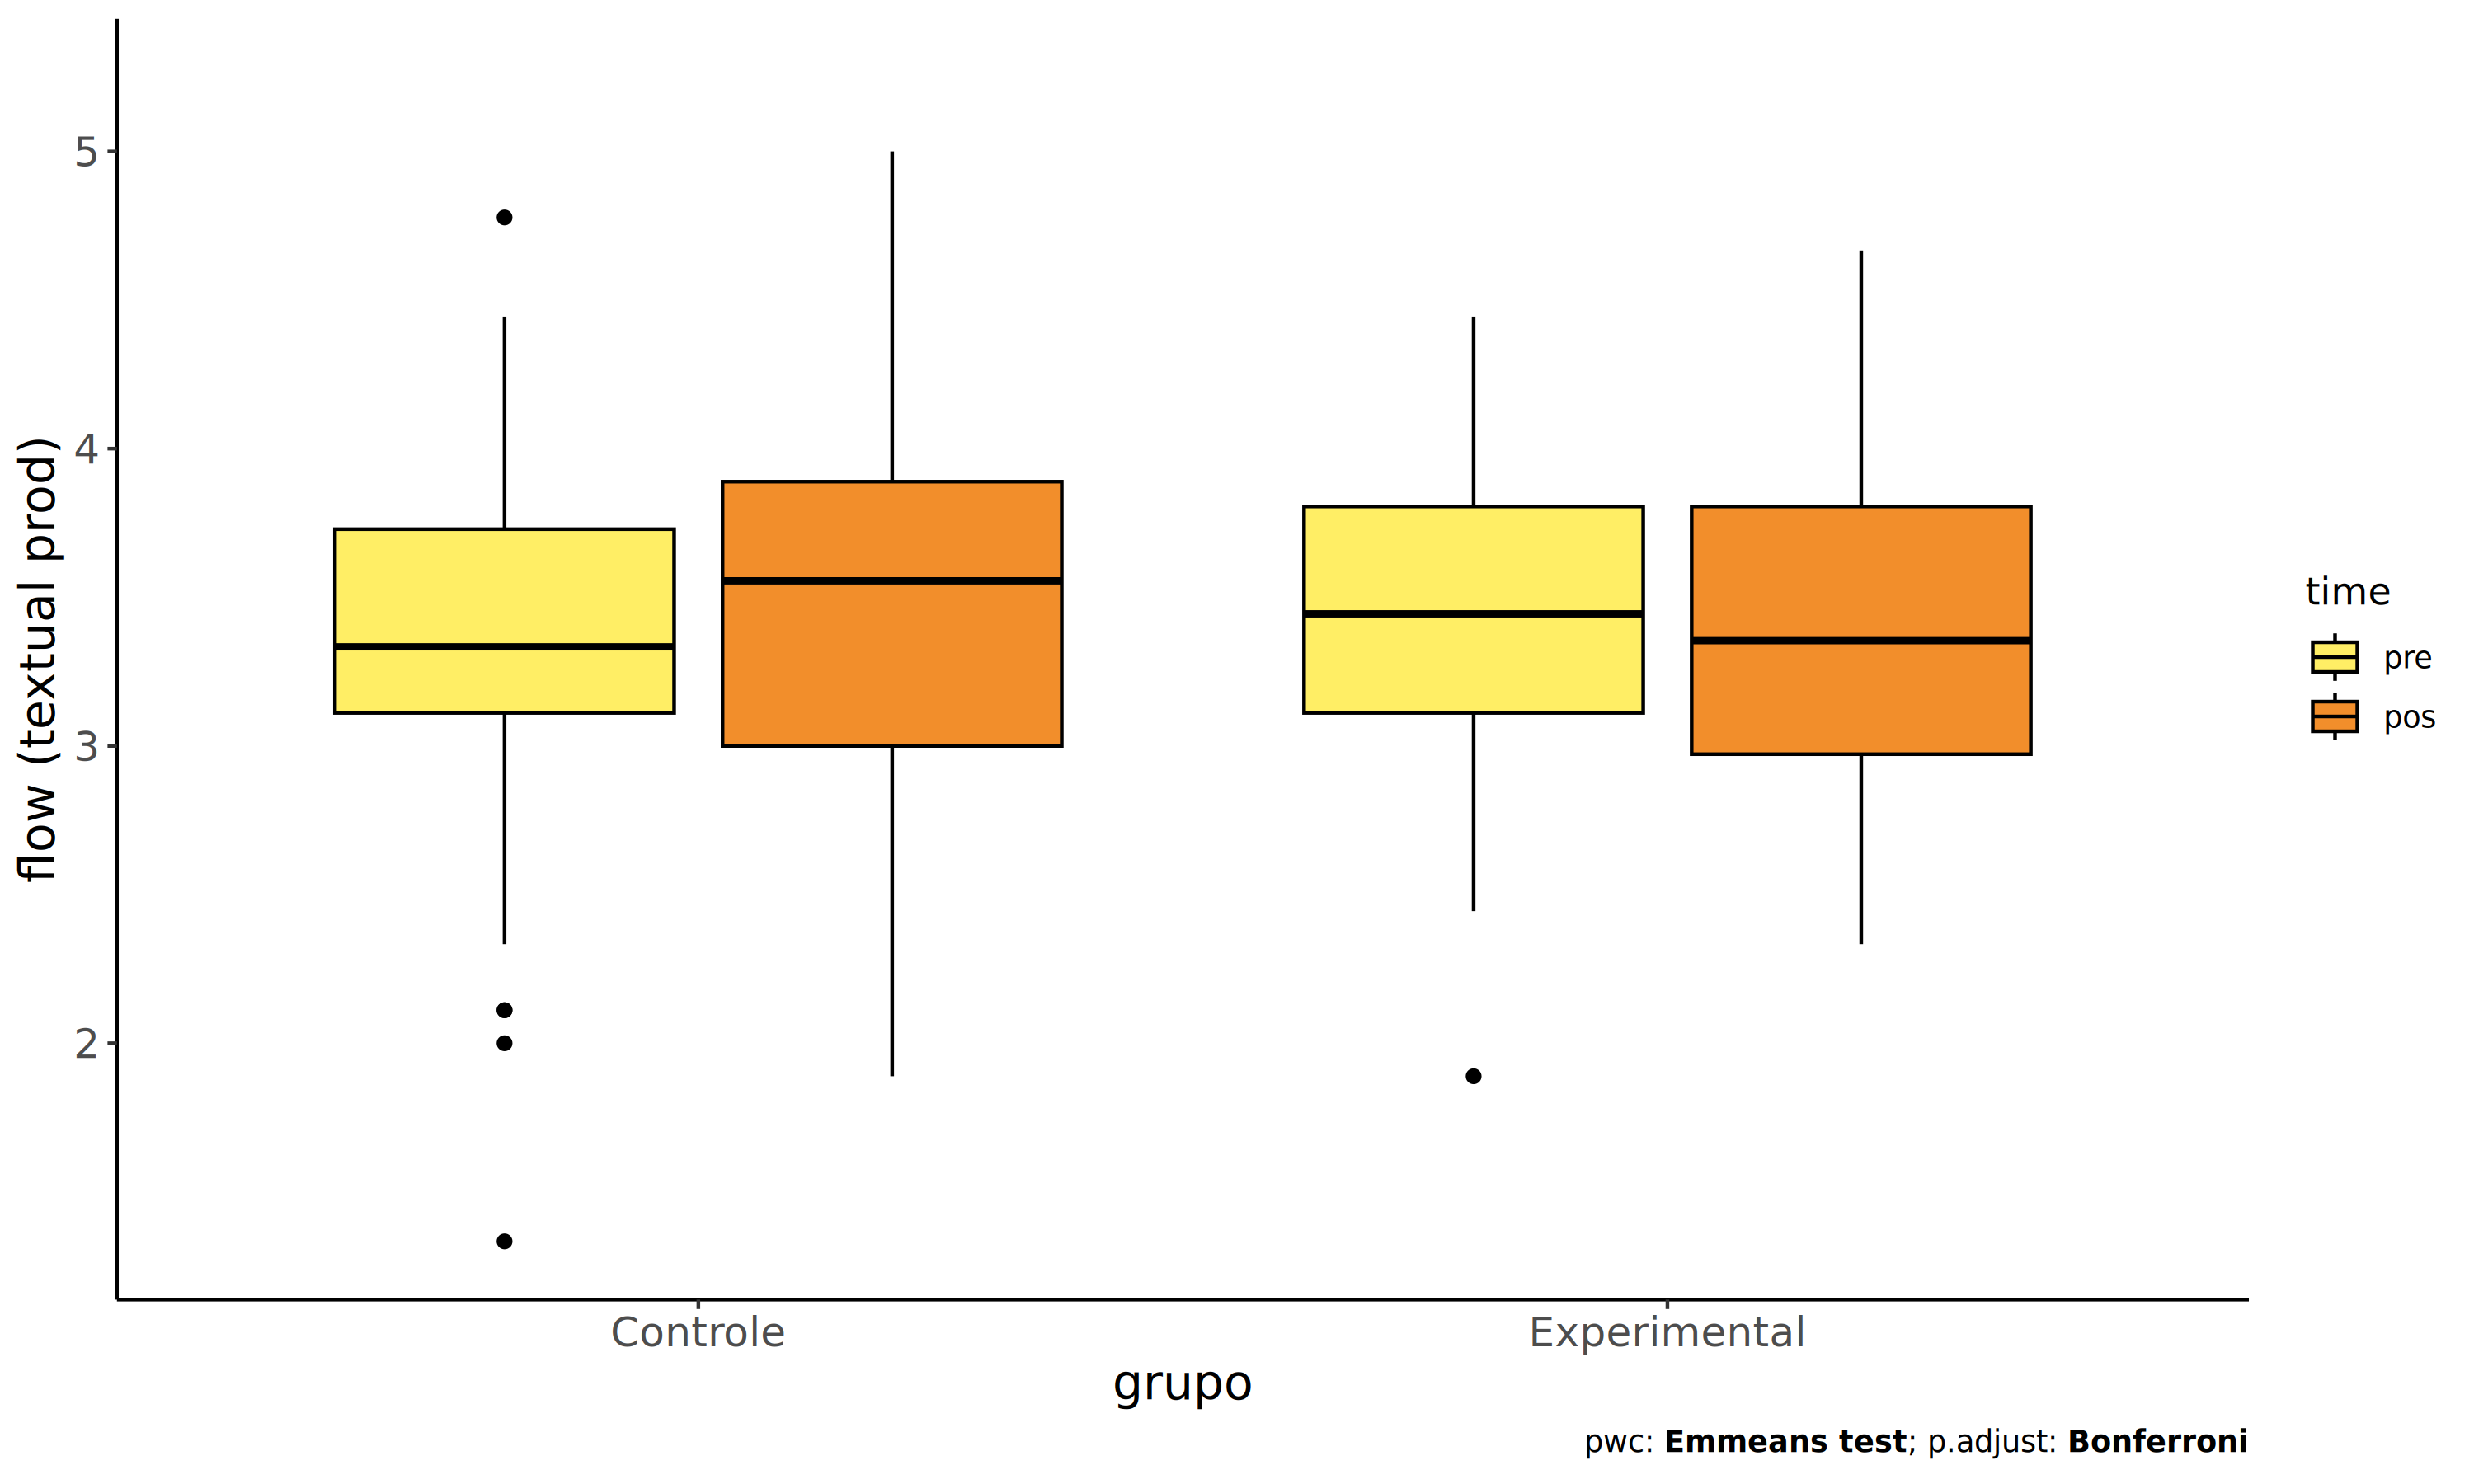 flow (textual prod)
5
4
3
2
Controle
Experimental
grupo
time
pre
pos
pwc: Emmeans test; p.adjust: Bonferroni